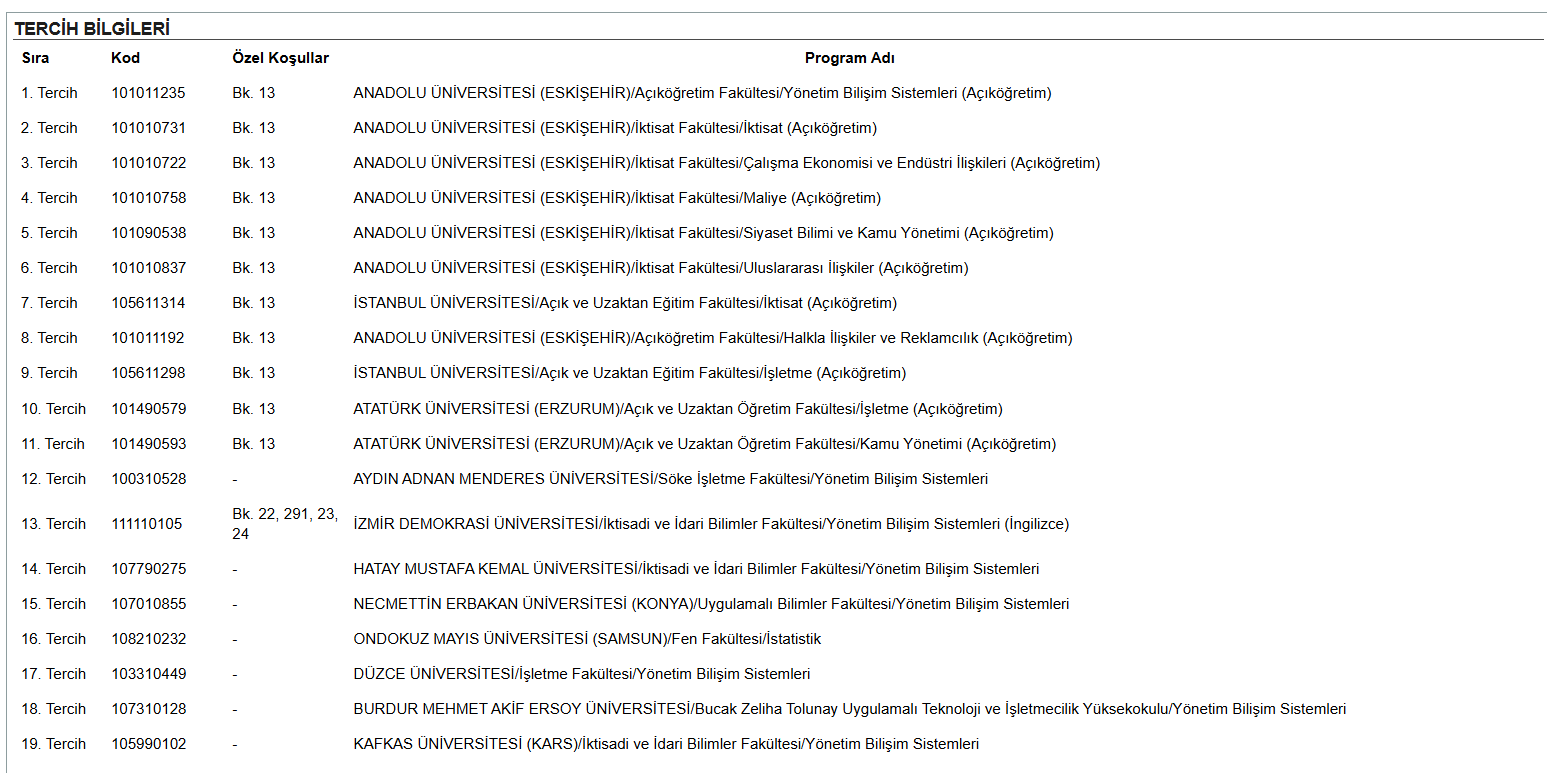 TERCİH BİLGİLERİ
Sıra Kod Özel Koşullar Program Adı
1. Tercih 101011235 Bk. 13 ANADOLU ÜNİVERSİTESİ (ESKİŞEHİR)/Açıköğretim Fakültesi/Yönetim Bilişim Sistemleri (Açıköğretim)
2. Tercih 101010731 Bk. 13 ANADOLU ÜNİVERSİTESİ (ESKİŞEHİR)/İktisat Fakültesi/İktisat (Açıköğretim)
3. Tercih 101010722 Bk. 13 ANADOLU ÜNİVERSİTESİ (ESKİŞEHİR)/İktisat Fakültesi/Çalışma Ekonomisi ve Endüstri İlişkileri (Açıköğretim)
4. Tercih 101010758 Bk. 13 ANADOLU ÜNİVERSİTESİ (ESKİŞEHİR)/İktisat Fakültesi/Maliye (Açıköğretim)
5. Tercih 101090538 Bk. 13 ANADOLU ÜNİVERSİTESİ (ESKİŞEHİR)/İktisat Fakültesi/Siyaset Bilimi ve Kamu Yönetimi (Açıköğretim)
6. Tercih 101010837 Bk. 13 ANADOLU ÜNİVERSİTESİ (ESKİŞEHİR)/İktisat Fakültesi/Uluslararası İlişkiler (Açıköğretim)
7. Tercih 105611314 Bk. 13 İSTANBUL ÜNİVERSİTESİ/Açık ve Uzaktan Eğitim Fakültesi/İktisat (Açıköğretim)
8. Tercih 101011192 Bk. 13 ANADOLU ÜNİVERSİTESİ (ESKİŞEHİR)/Açıköğretim Fakültesi/Halkla İlişkiler ve Reklamcılık (Açıköğretim)
9. Tercih 105611298 Bk. 13 İSTANBUL ÜNİVERSİTESİ/Açık ve Uzaktan Eğitim Fakültesi/İşletme (Açıköğretim)
10. Tercih 101490579 Bk. 13 ATATÜRK ÜNİVERSİTESİ (ERZURUM)/Açık ve Uzaktan Öğretim Fakültesi/İşletme (Açıköğretim)
11. Tercih 101490593 Bk. 13 ATATÜRK ÜNİVERSİTESİ (ERZURUM)/Açık ve Uzaktan Öğretim Fakültesi/Kamu Yönetimi (Açıköğretim)
12. Tercih 100310528 - AYDIN ADNAN MENDERES ÜNİVERSİTESİ/Söke İşletme Fakültesi/Yönetim Bilişim Sistemleri
13. Tercih 111110105 Bk. 22, 291, 23, 24 İZMİR DEMOKRASİ ÜNİVERSİTESİ/İktisadi ve İdari Bilimler Fakültesi/Yönetim Bilişim Sistemleri (İngilizce)
14. Tercih 107790275 - HATAY MUSTAFA KEMAL ÜNİVERSİTESİ/İktisadi ve İdari Bilimler Fakültesi/Yönetim Bilişim Sistemleri
15. Tercih 107010855 - NECMETTİN ERBAKAN ÜNİVERSİTESİ (KONYA)/Uygulamalı Bilimler Fakültesi/Yönetim Bilişim Sistemleri
16. Tercih 108210232 - ONDOKUZ MAYIS ÜNİVERSİTESİ (SAMSUN)/Fen Fakültesi/İstatistik
17. Tercih 103310449 - DÜZCE ÜNİVERSİTESİ/İşletme Fakültesi/Yönetim Bilişim Sistemleri
18. Tercih 107310128 - BURDUR MEHMET AKİF ERSOY ÜNİVERSİTESİ/Bucak Zeliha Tolunay Uygulamalı Teknoloji ve İşletmecilik Yüksekokulu/Yönetim Bilişim Sistemleri
19. Tercih 105990102 - KAFKAS ÜNİVERSİTESİ (KARS)/İktisadi ve İdari Bilimler Fakültesi/Yönetim Bilişim Sistemleri